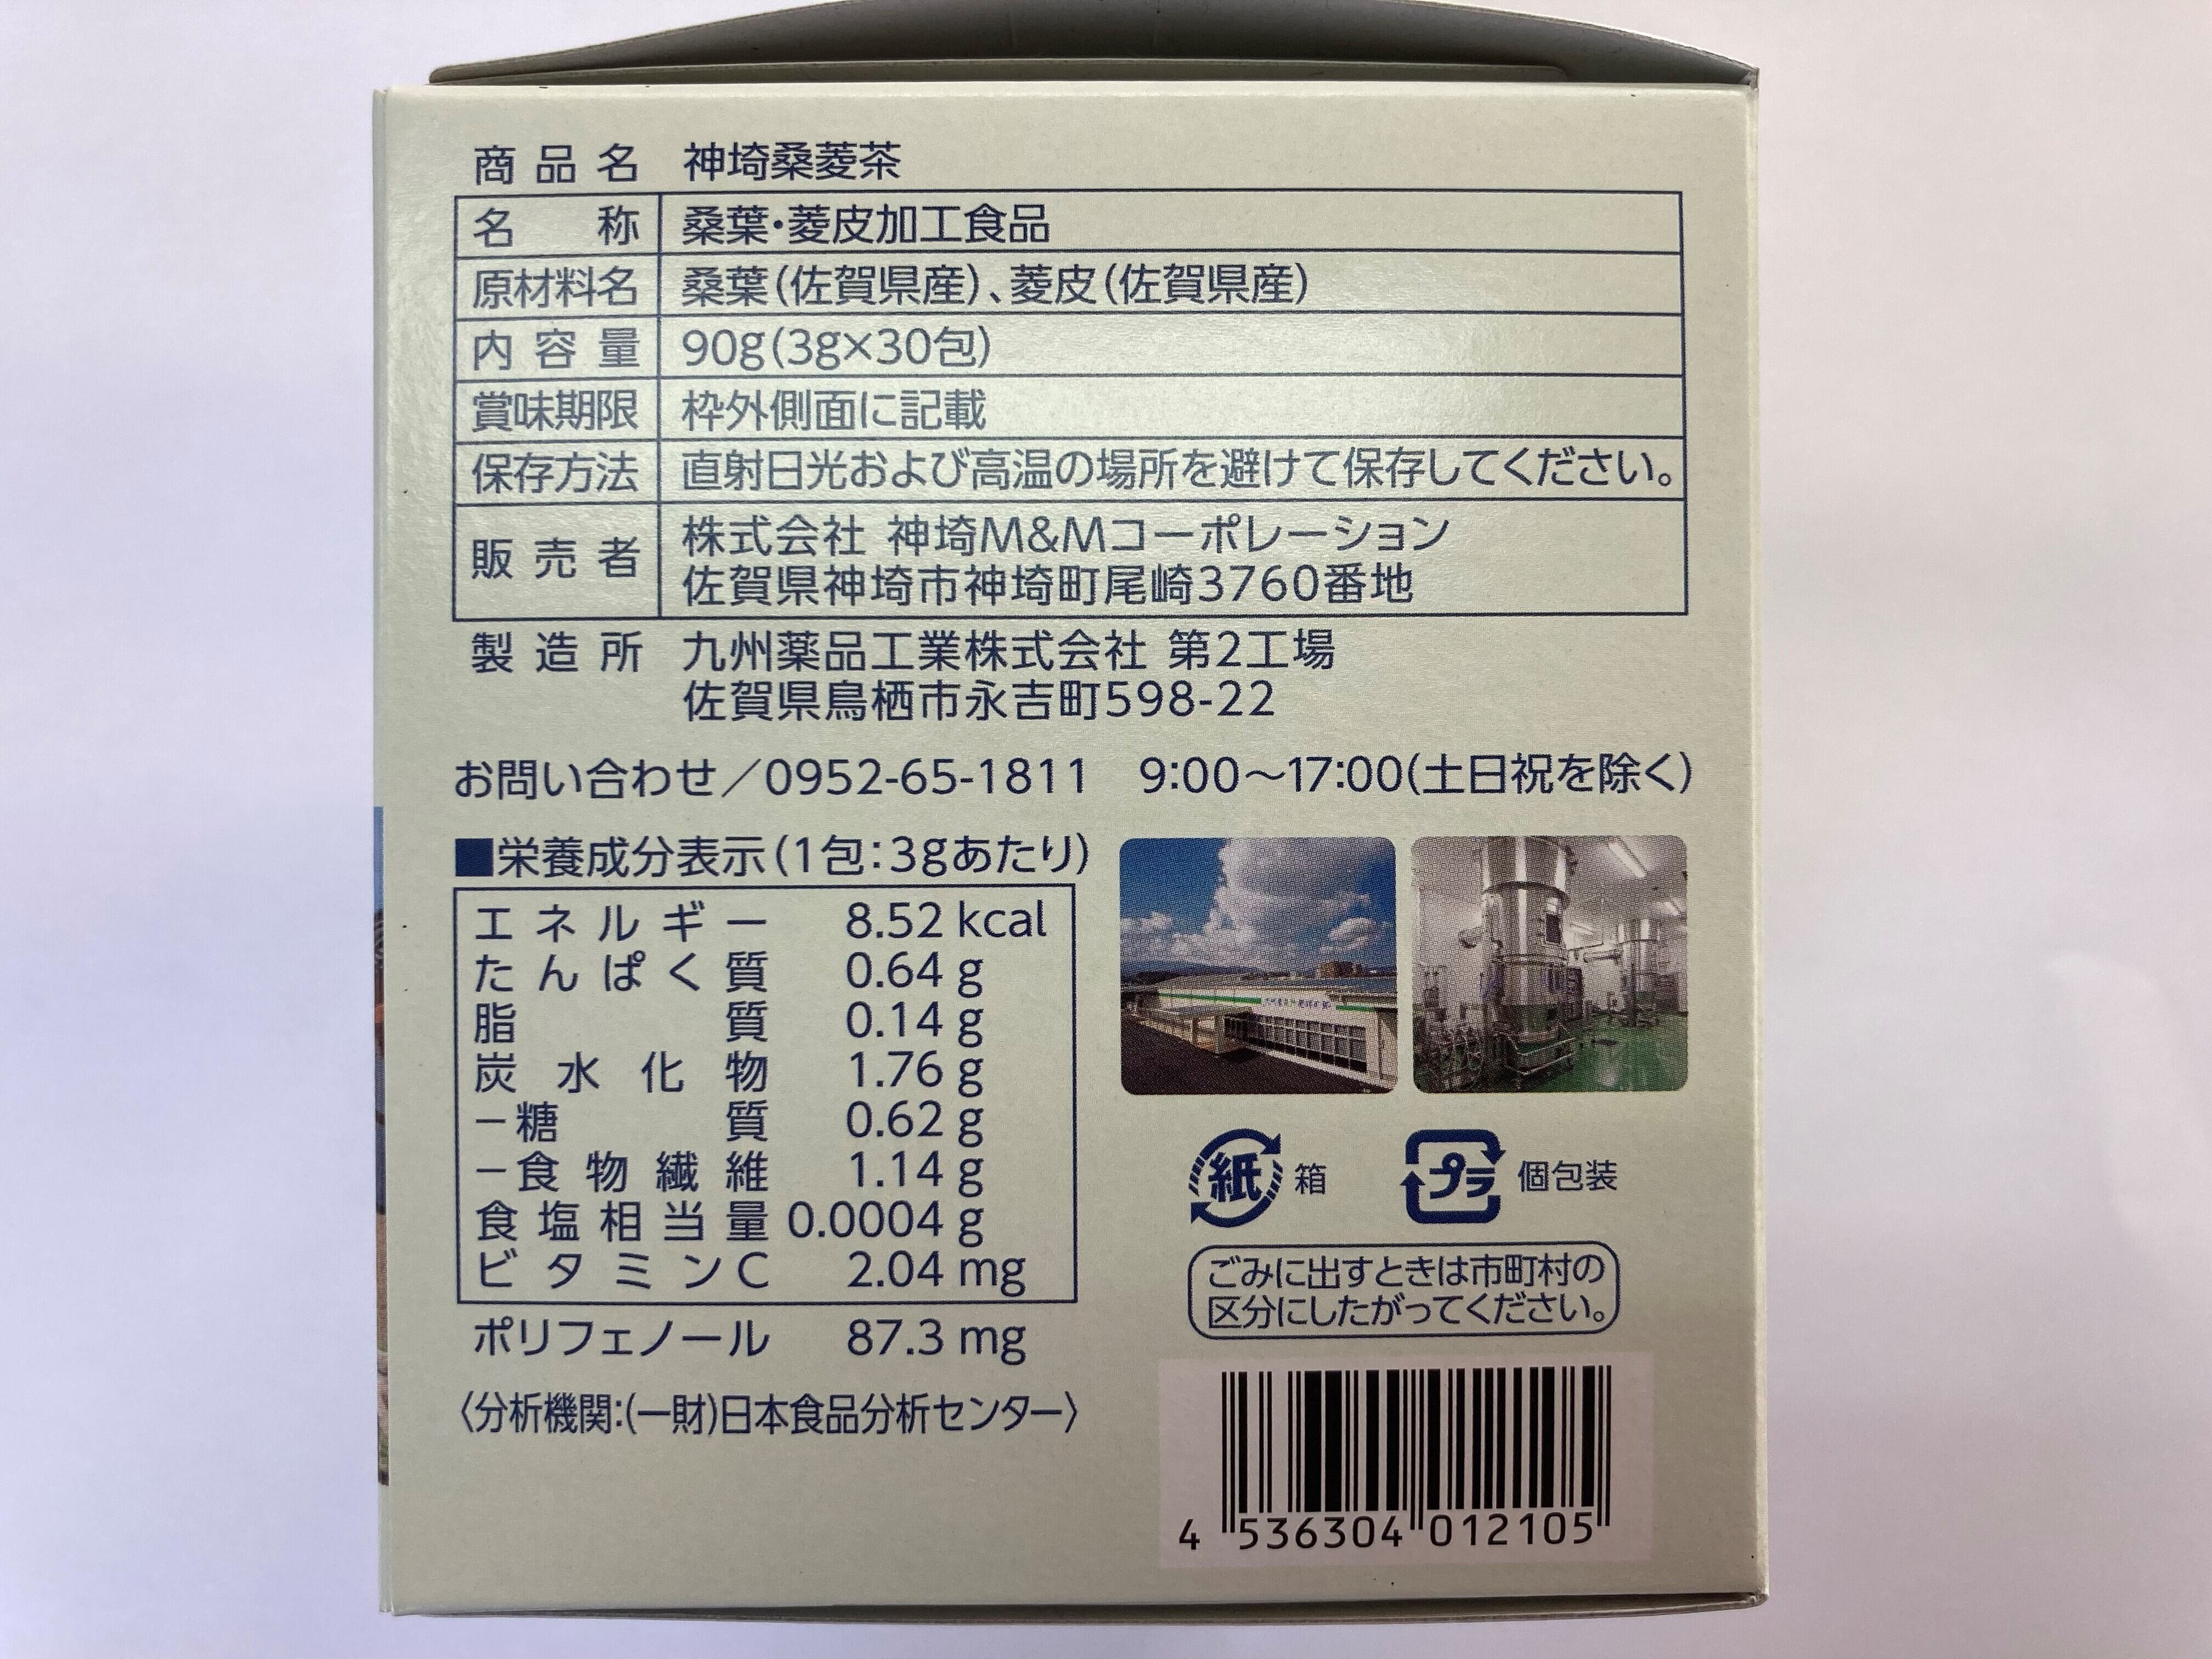 商品名 神埼桑菱茶
名称 桑葉・菱皮加工食品
原材料名 桑葉(佐賀県産)、菱皮(佐賀県産)
内容量 90g(3g×30包)
賞味期限 枠外側面に記載
保存方法 直射日光および高温の場所を避けて保存してください。
販売者 株式会社 神埼M&Mコーポレーション
佐賀県神埼市神埼町尾崎3760番地
製造所 九州薬品工業株式会社 第2工場
佐賀県鳥栖市永吉町598-22
お問い合わせ／0952-65-1811 9:00〜17:00(土日祝を除く)
■栄養成分表示(1包:3gあたり)
エネルギー 8.52 kcal
たんぱく質 0.64 g
脂質 0.14 g
炭水化物 1.76 g
−糖質 0.62 g
−食物繊維 1.14 g
食塩相当量 0.0004 g
ビタミンC 2.04 mg
ポリフェノール 87.3 mg
〈分析機関:(一財)日本食品分析センター〉
紙 箱
プラ 個包装
ごみに出すときは市町村の
区分にしたがってください。
4 536304 012105